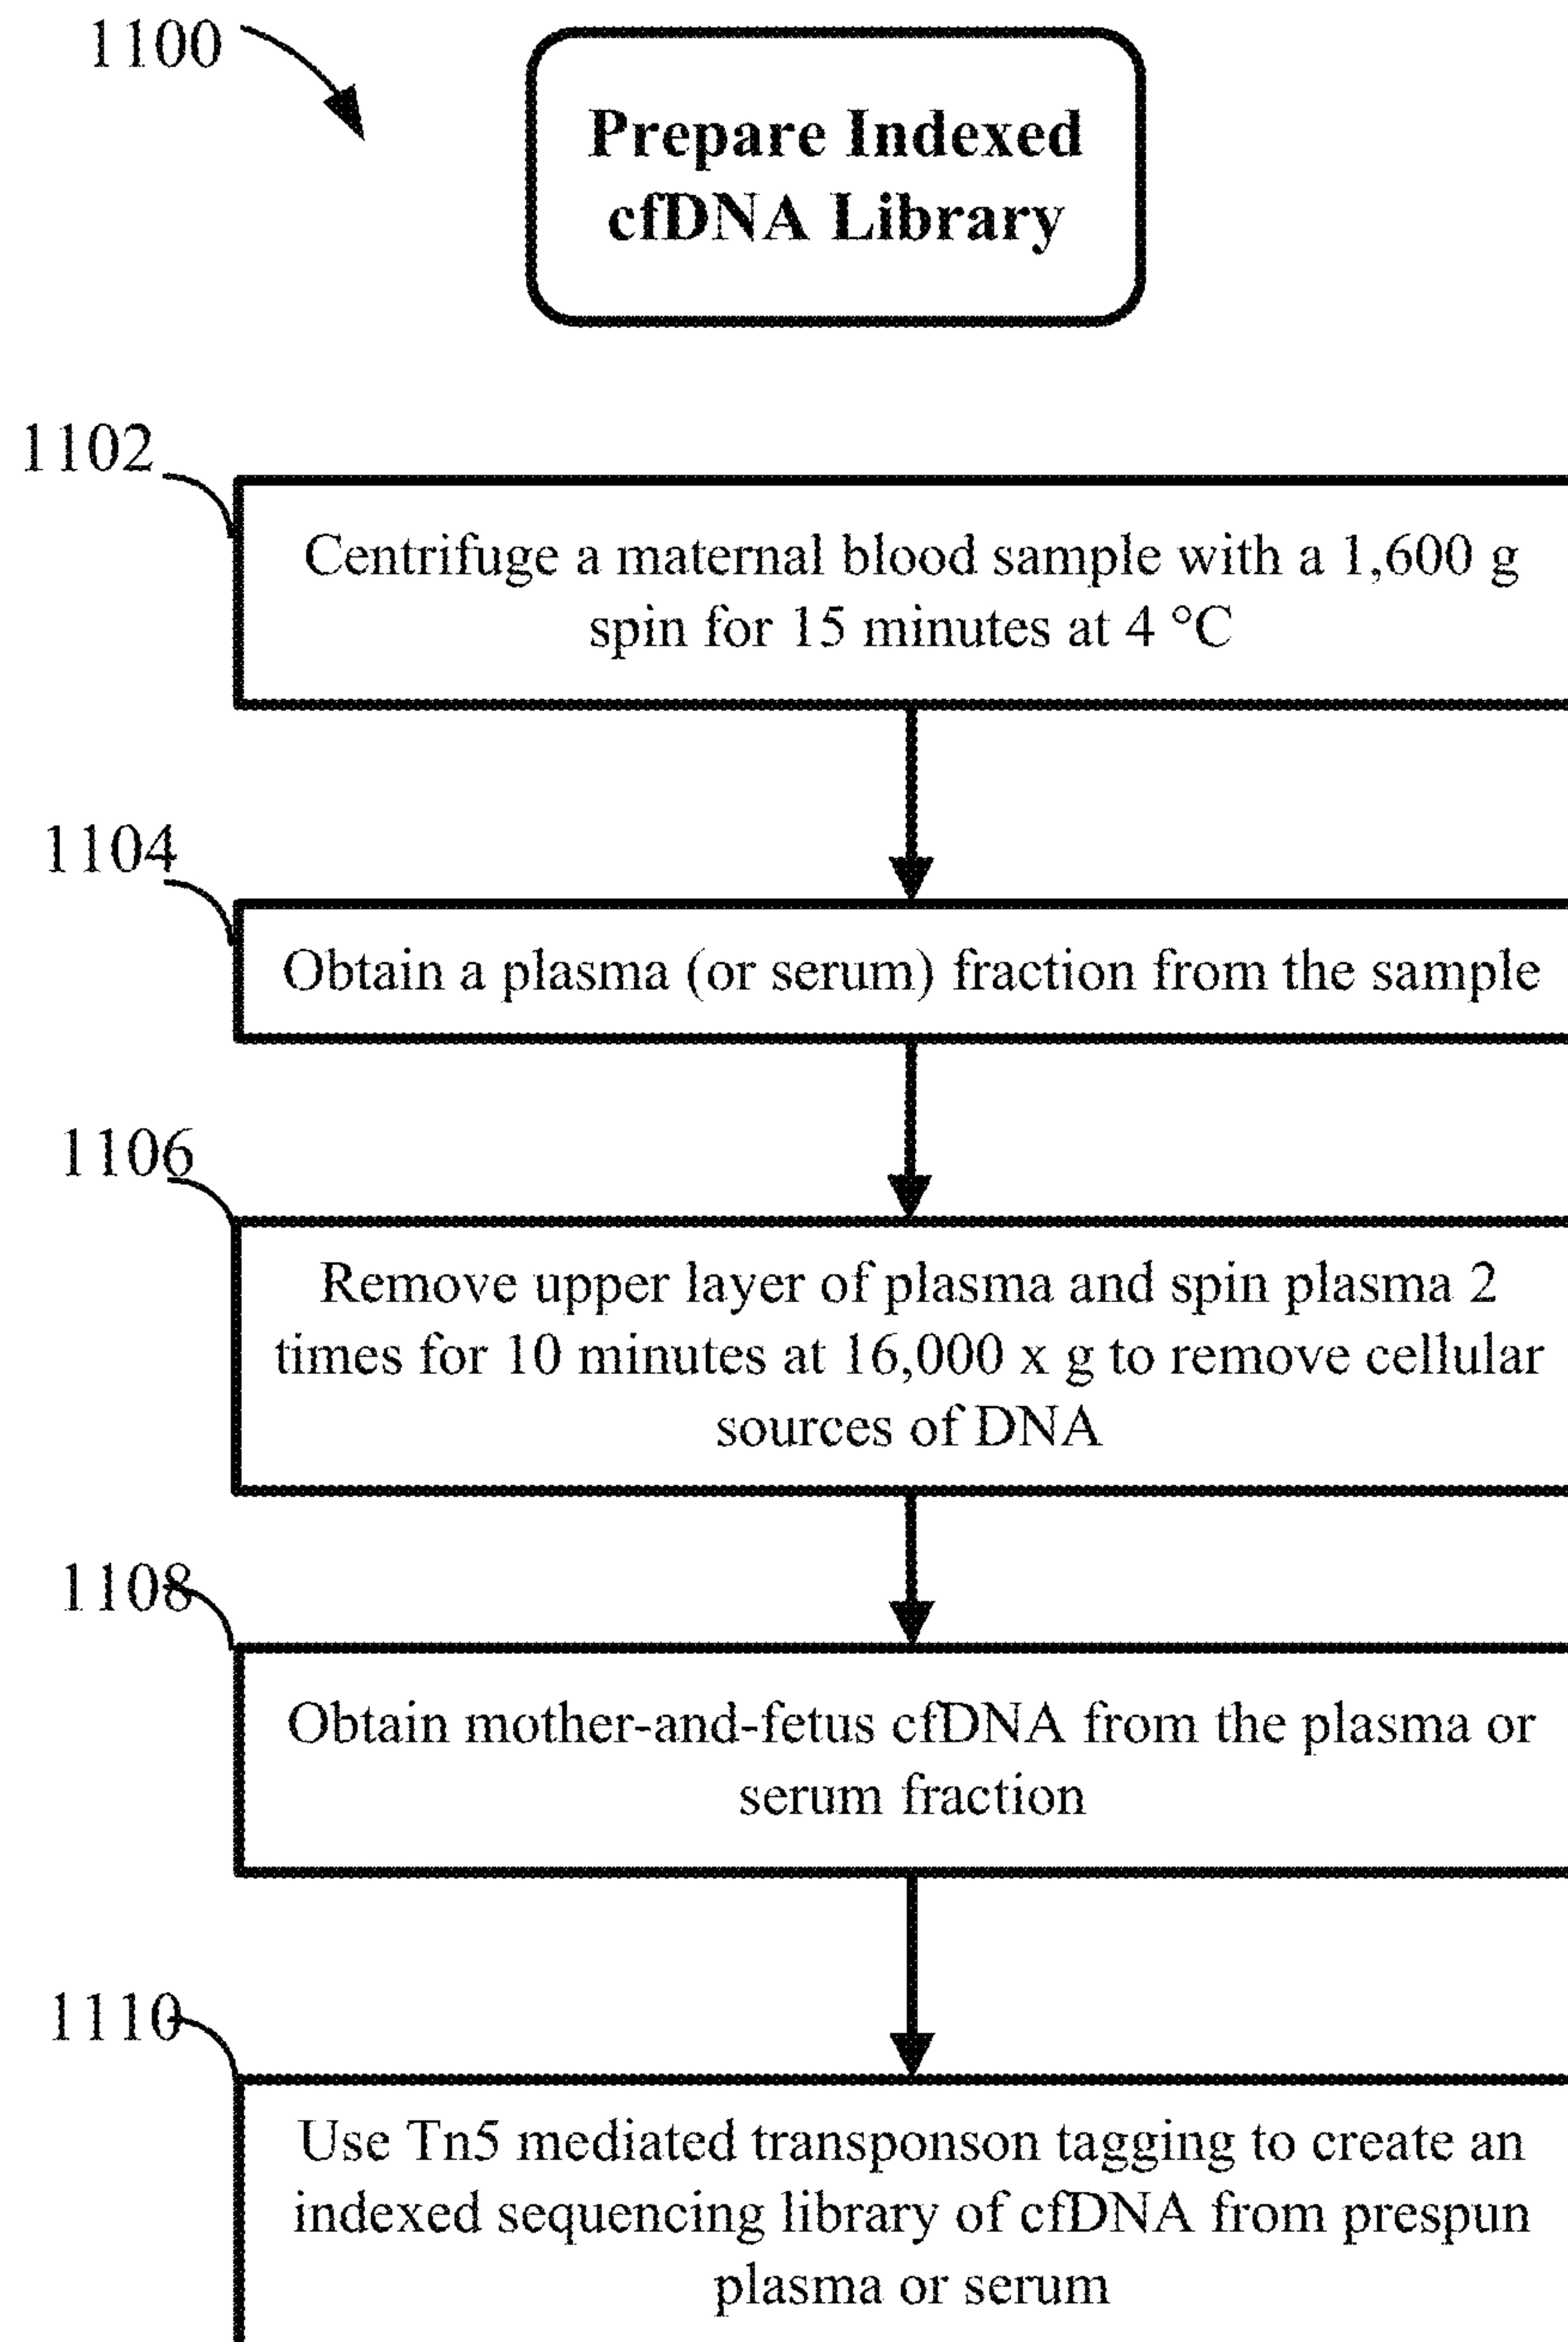 1100
Prepare Indexed
cfDNA Library
1102
Centrifuge a maternal blood sample with a 1,600 g
spin for 15 minutes at 4 °C
1104
Obtain a plasma (or serum) fraction from the sample
1106
Remove upper layer of plasma and spin plasma 2
times for 10 minutes at 16,000 x g to remove cellular
sources of DNA
1108
Obtain mother-and-fetus cfDNA from the plasma or
serum fraction
1110
Use Tn5 mediated transponson tagging to create an
indexed sequencing library of cfDNA from prespun
plasma or serum